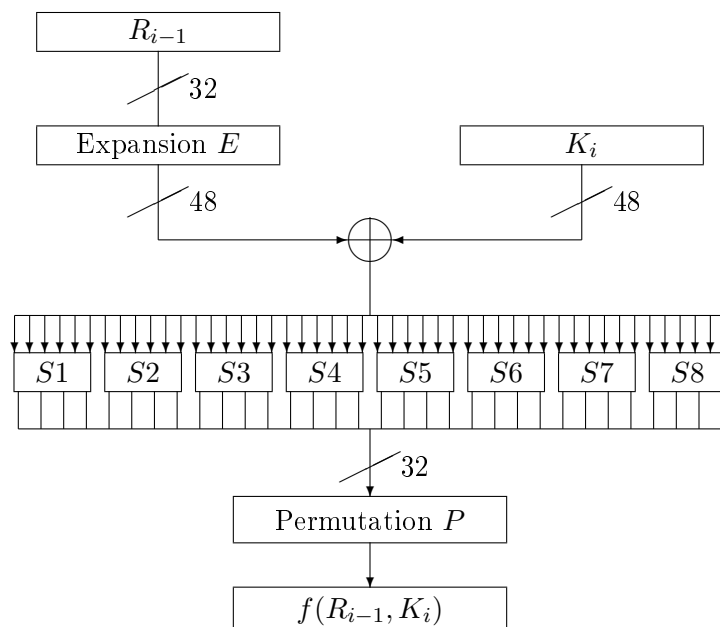 R_{i-1}
32
Expansion E
K_i
48
48
S1 S2 S3 S4 S5 S6 S7 S8
32
Permutation P
f(R_{i-1}, K_i)